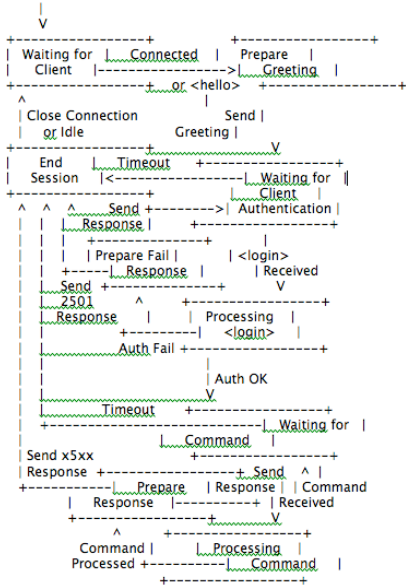 |
V
+-----------------+ +-----------------+
| Waiting for | Connected | Prepare |
| Client |----------------->| Greeting |
+-----------------+ or <hello> +-----------------+
^ |
| Close Connection Send |
| or Idle Greeting |
+-----------------+ V
| End | Timeout +-----------------+
| Session |<-----------------| Waiting for |
+-----------------+ | Client |
^ ^ ^ Send +-------->| Authentication |
| | | Response | +-----------------+
| | | +--------------+ |
| | | | Prepare Fail | | <login>
| | +-----| Response | | Received
| | Send +--------------+ V
| | 2501 ^ +-----------------+
| | Response | | Processing |
| | +---------| <login> |
| | Auth Fail +-----------------+
| | |
| | | Auth OK
| | V
| | Timeout +-----------------+
| +--------------------------| Waiting for |
| | Command |
| Send x5xx +-----------------+
| Response +-----------------+ Send ^ |
+-----------| Prepare | Response | | Command
| Response |----------+ | Received
+-----------------+ V
^ +-----------------+
Command | | Processing |
Processed +----------| Command |
+-----------------+